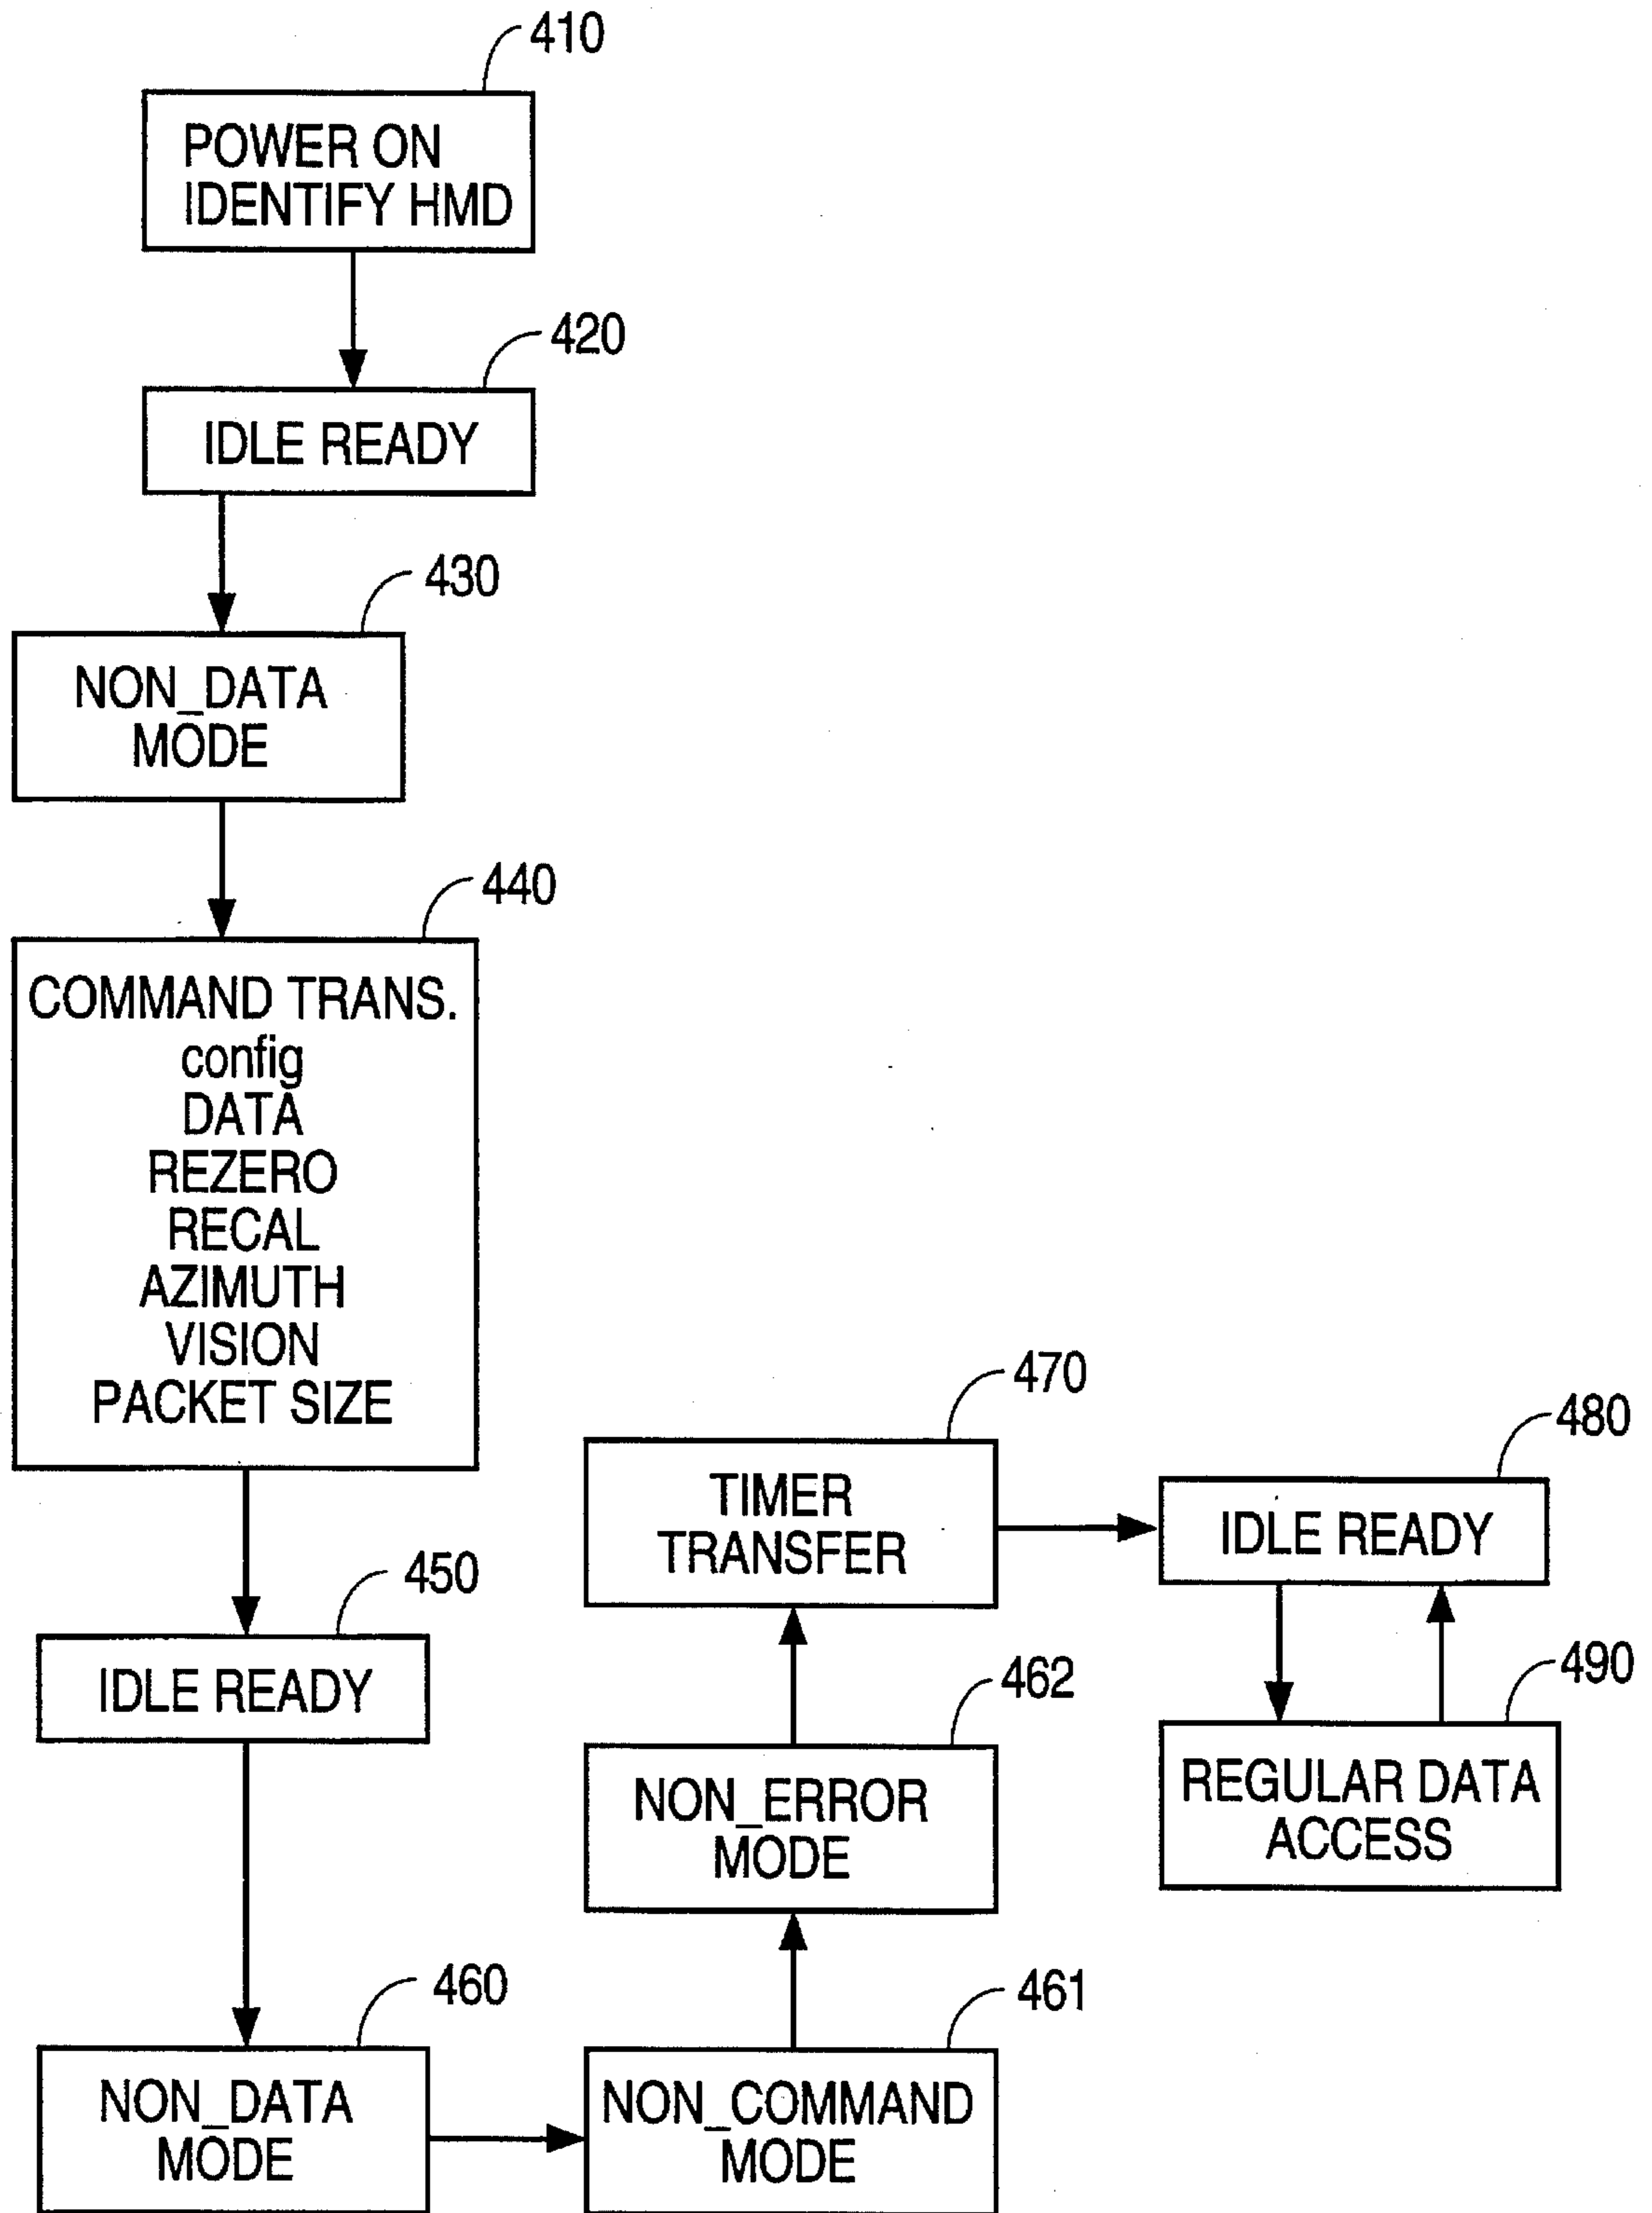 410
POWER ON
IDENTIFY HMD
420
IDLE READY
430
NON_DATA
MODE
440
COMMAND TRANS.
config
DATA
REZERO
RECAL
AZIMUTH
VISION
PACKET SIZE
450
IDLE READY
460
NON_DATA
MODE
461
NON_COMMAND
MODE
462
NON_ERROR
MODE
470
TIMER
TRANSFER
480
IDLE READY
490
REGULAR DATA
ACCESS